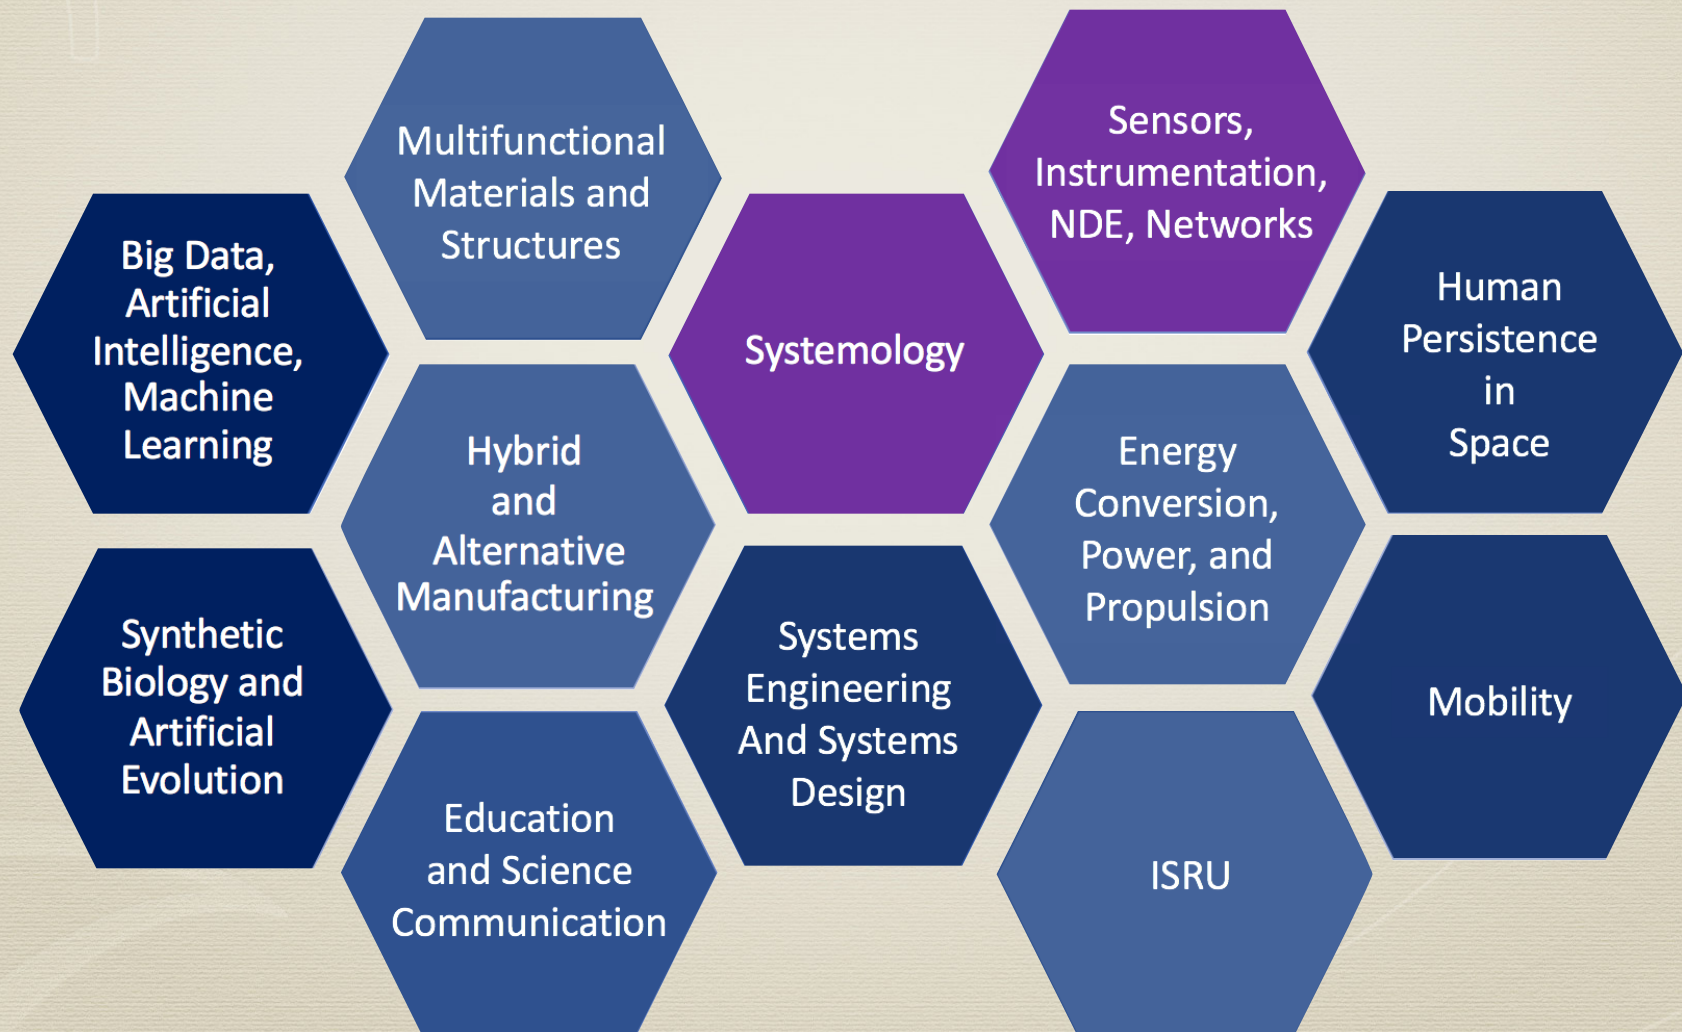 Multifunctional
Materials and
Structures
Sensors,
Instrumentation,
NDE, Networks
Big Data,
Artificial
Intelligence,
Machine
Learning
Systemology
Human
Persistence
in
Space
Hybrid
and
Alternative
Manufacturing
Energy
Conversion,
Power, and
Propulsion
Synthetic
Biology and
Artificial
Evolution
Systems
Engineering
And Systems
Design
Mobility
Education
and Science
Communication
ISRU